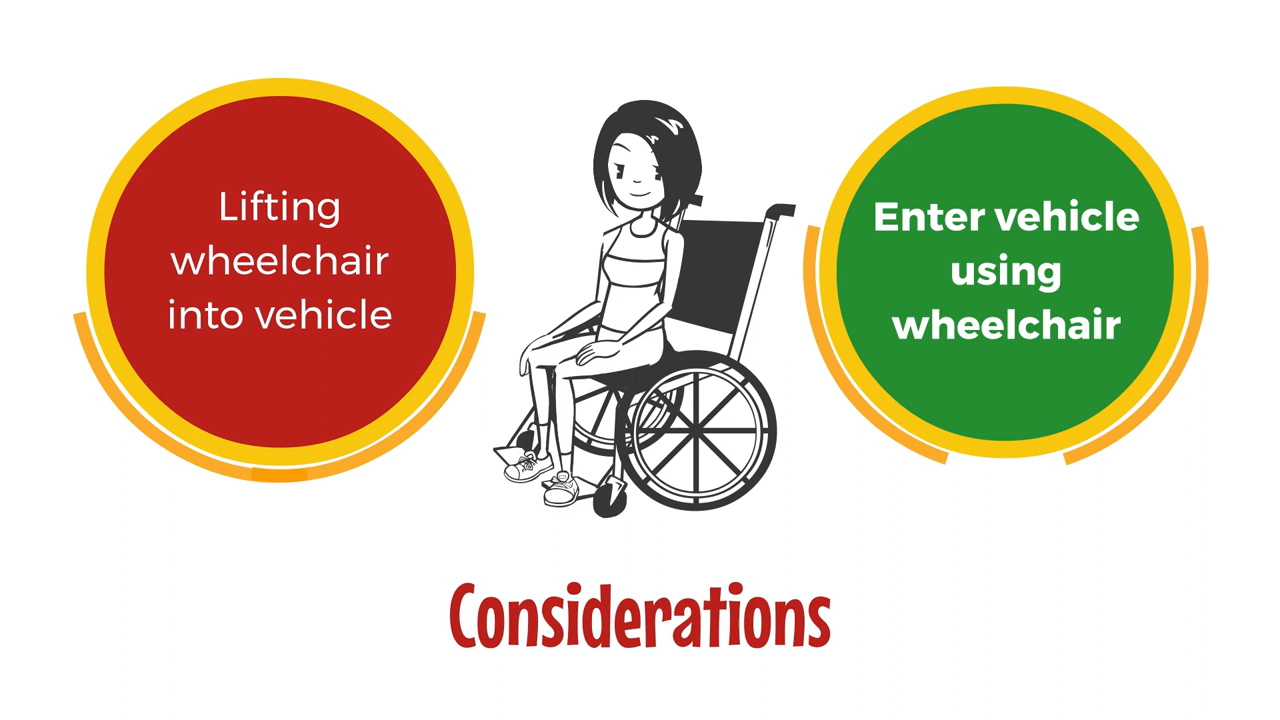 Lifting
wheelchair
into vehicle
Enter vehicle
using
wheelchair
Considerations